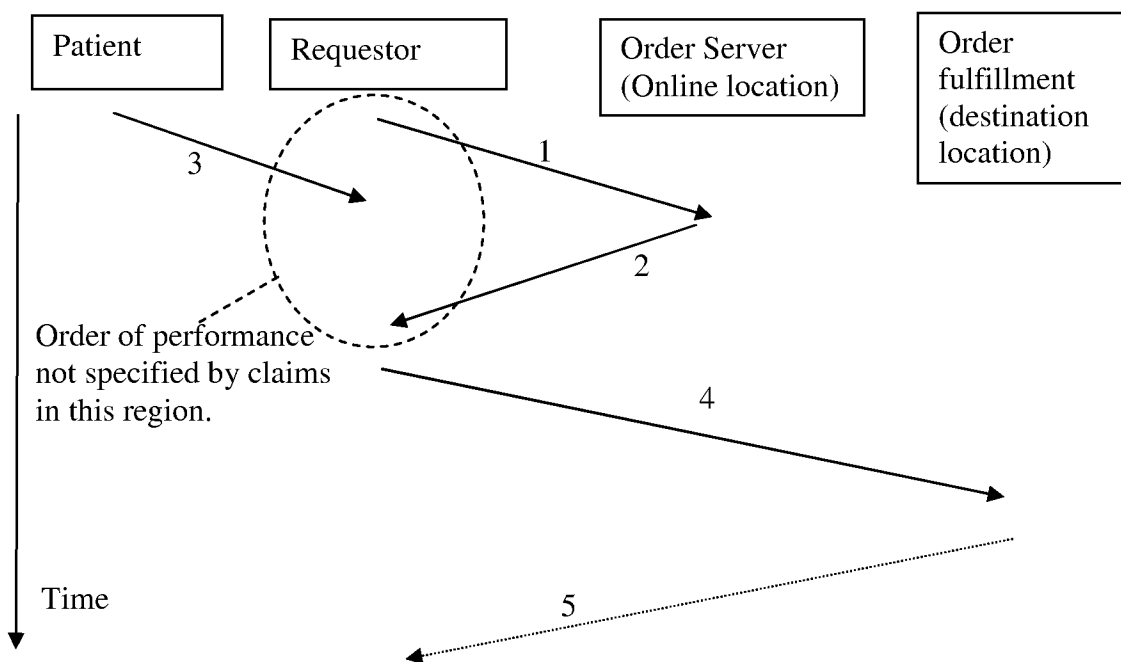 Patient
Requestor
Order Server
(Online location)
Order
fulfillment
(destination
location)
3
1
2
Order of performance
not specified by claims
in this region.
4
Time
5